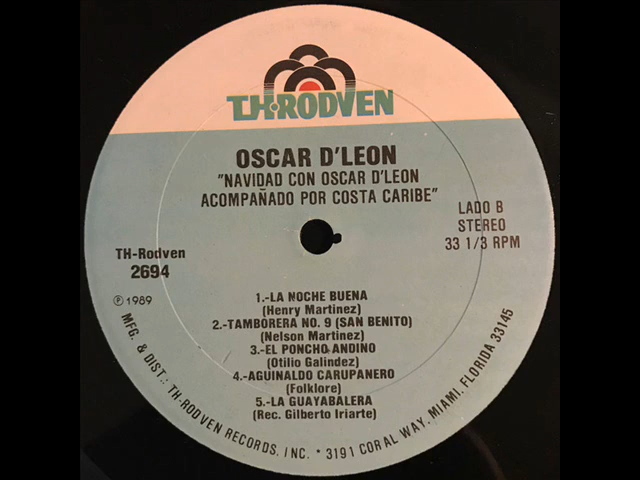 TH-RODVEN
OSCAR D'LEON
"NAVIDAD CON OSCAR D'LEON
ACOMPAÑADO POR COSTA CARIBE"
LADO B
STEREO
33 1/3 RPM
TH-Rodven
2694
℗ 1989
1.-LA NOCHE BUENA
(Henry Martinez)
2.-TAMBORERA NO. 9 (SAN BENITO)
(Nelson Martinez)
3.-EL PONCHO ANDINO
(Otilio Galindez)
4.-AGUINALDO CARUPANERO
(Folklore)
5.-LA GUAYABALERA
(Rec. Gilberto Iriarte)
MFG. & DIST.: TH-RODVEN RECORDS, INC. • 3191 CORAL WAY, MIAMI, FLORIDA 33145